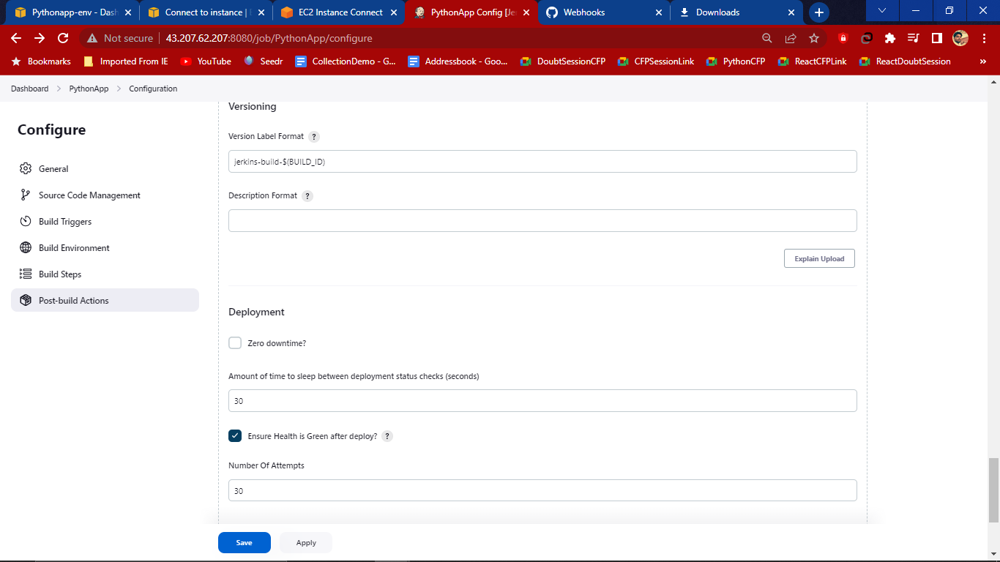 Pythonapp-env - Dash
Connect to instance |
EC2 Instance Connect
PythonApp Config [Je
Webhooks
Downloads
Not secure
43.207.62.207:8080/job/PythonApp/configure
Bookmarks
Imported From IE
YouTube
Seedr
CollectionDemo - G...
Addressbook - Goo...
DoubtSessionCFP
CFPSessionLink
PythonCFP
ReactCFPLink
ReactDoubtSession
»
Dashboard > PythonApp > Configuration
Configure
General
Source Code Management
Build Triggers
Build Environment
Build Steps
Post-build Actions
Versioning
Version Label Format ?
jerkins-build-$(BUILD_ID)
Description Format ?
Explain Upload
Deployment
Zero downtime?
Amount of time to sleep between deployment status checks (seconds)
30
Ensure Health is Green after deploy? ?
Number Of Attempts
30
Save
Apply